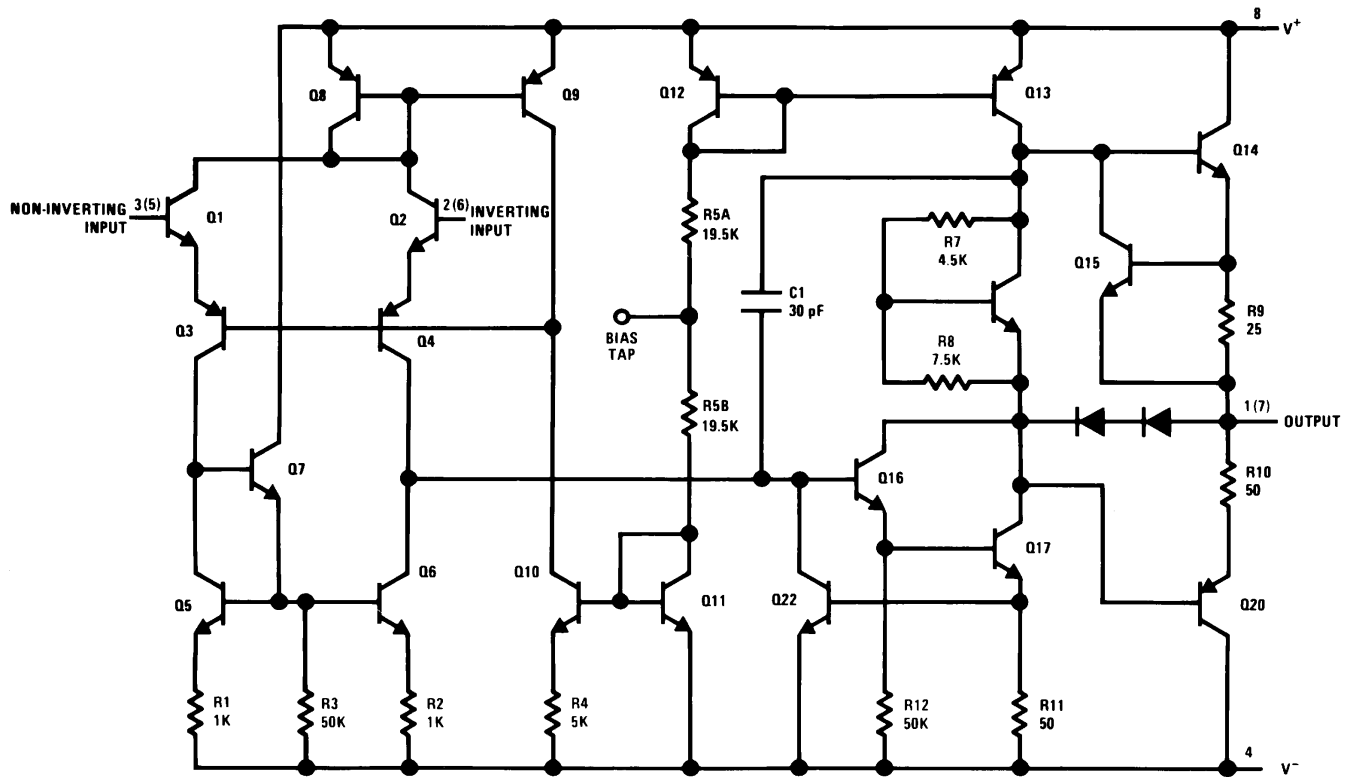 8
V+
Q8
Q9
Q12
Q13
Q14
NON-INVERTING
INPUT
3(5)
Q1
Q2
2(6)
INVERTING
INPUT
R5A
19.5K
R7
4.5K
Q15
C1
30 pF
BIAS
TAP
Q3
Q4
R9
25
R8
7.5K
R5B
19.5K
1(7)
OUTPUT
Q7
Q16
R10
50
Q17
Q5
Q6
Q10
Q11
Q22
Q20
R1
1K
R3
50K
R2
1K
R4
5K
R12
50K
R11
50
4
V−